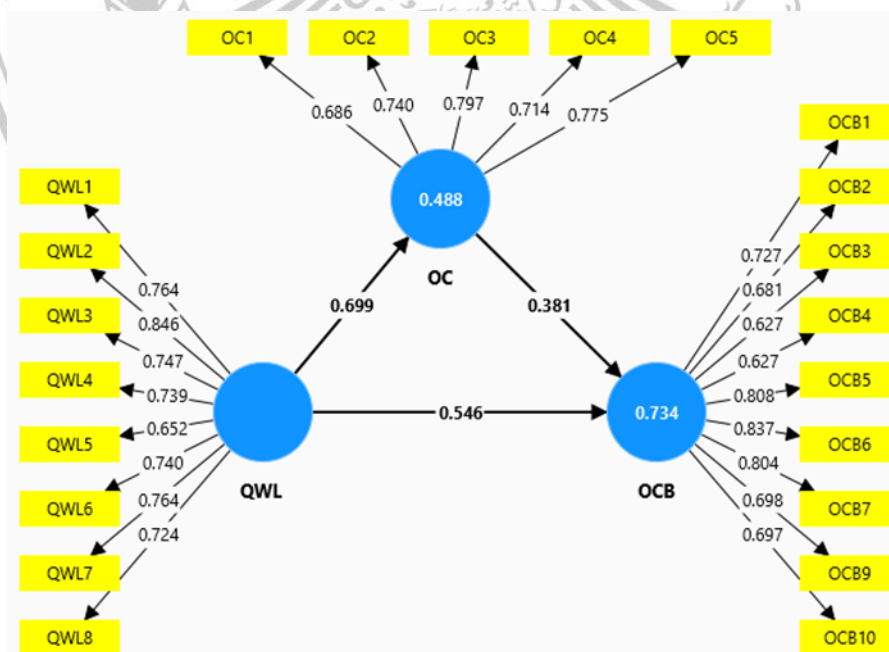 OC1 OC2 OC3 OC4 OC5
0.686 0.740 0.797 0.714 0.775
0.488
OC
QWL1
QWL2
QWL3
QWL4
QWL5
QWL6
QWL7
QWL8
0.764
0.846
0.747
0.739
0.652
0.740
0.764
0.724
0.699
0.381
0.546
QWL
0.734
OCB
0.727
0.681
0.627
0.627
0.808
0.837
0.804
0.698
0.697
OCB1
OCB2
OCB3
OCB4
OCB5
OCB6
OCB7
OCB9
OCB10